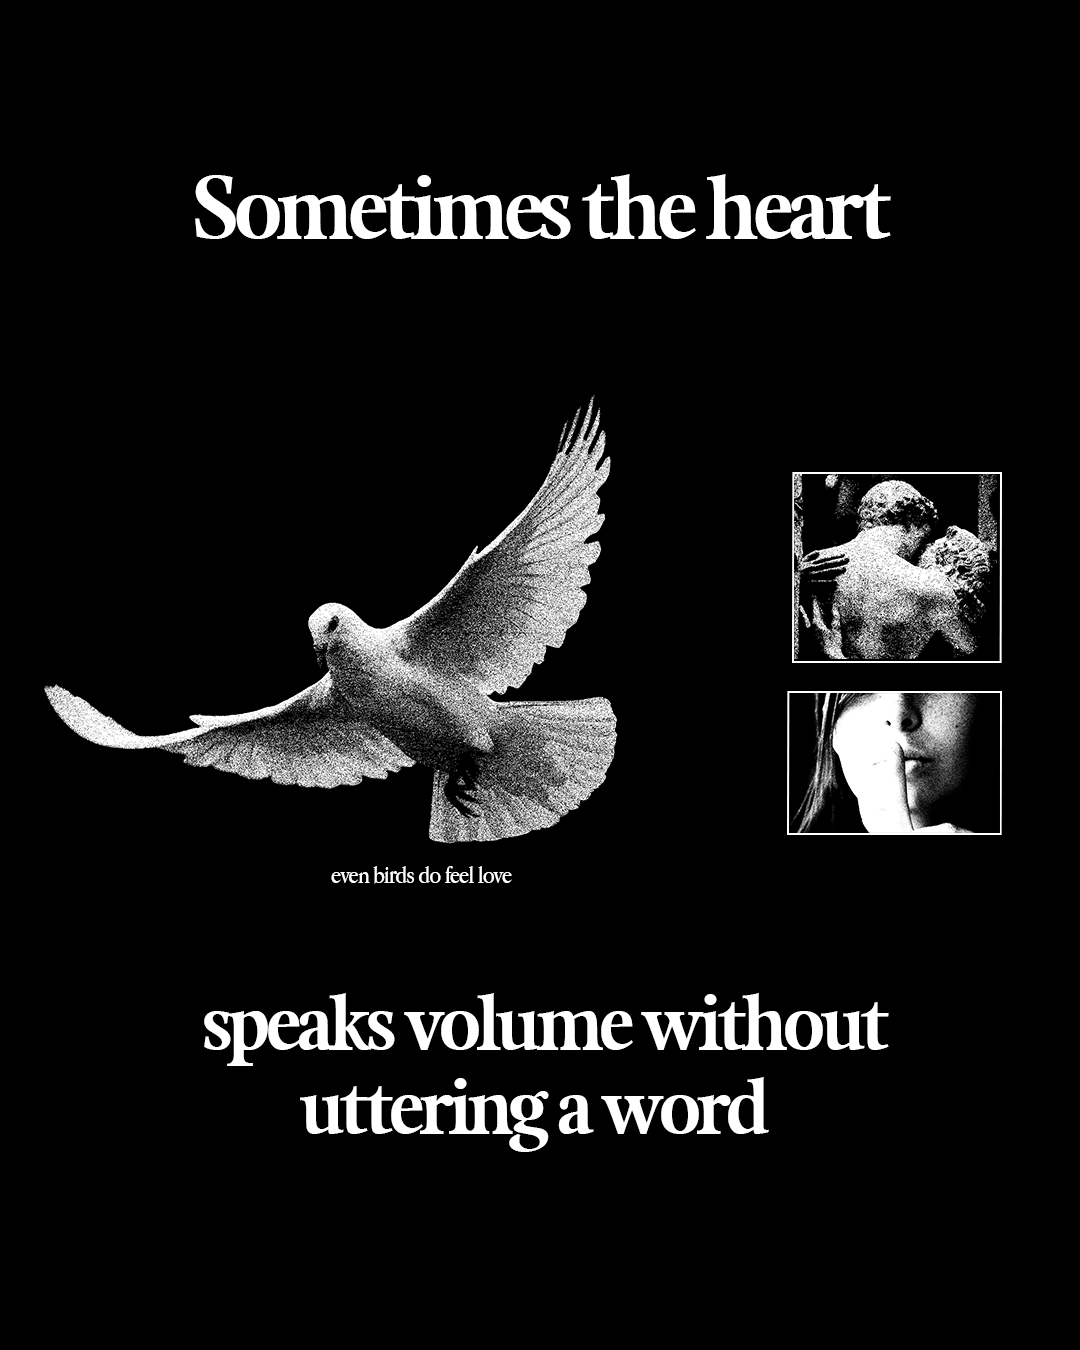 Sometimes the heart
even birds do feel love
speaks volume without
uttering a word